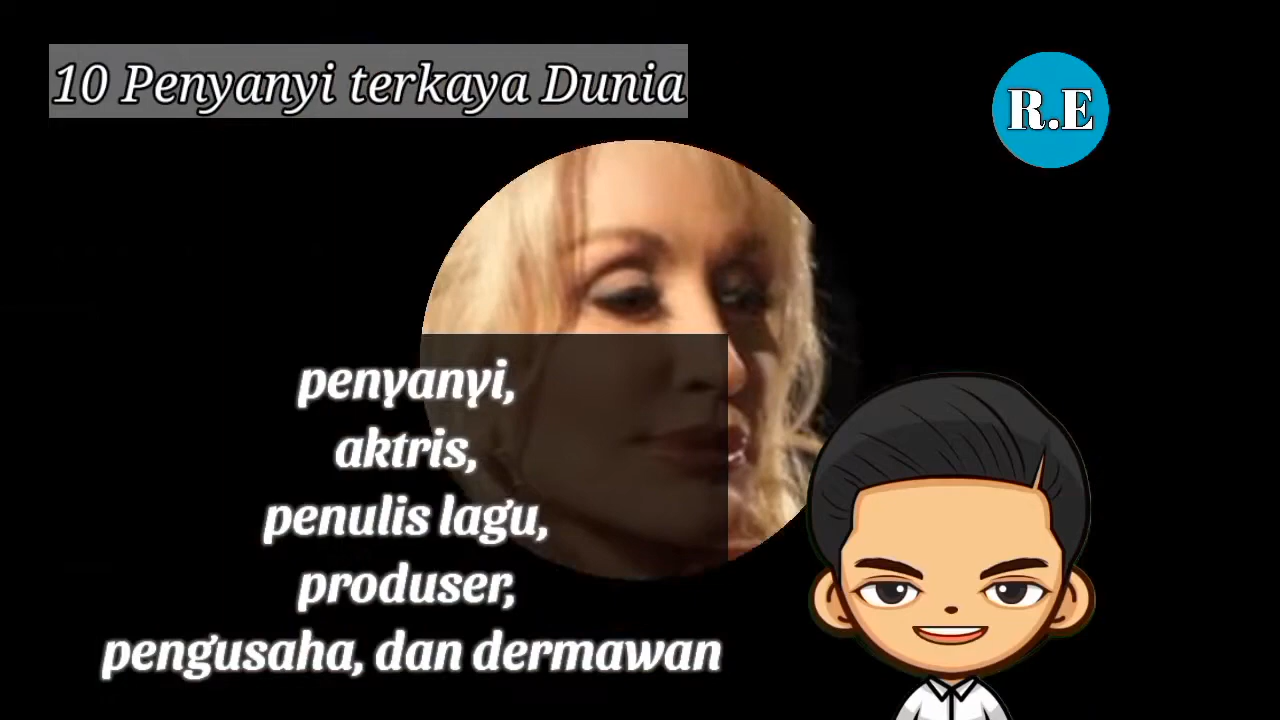 10 Penyanyi terkaya Dunia
R.E
penyanyi,
aktris,
penulis lagu,
produser,
pengusaha, dan dermawan